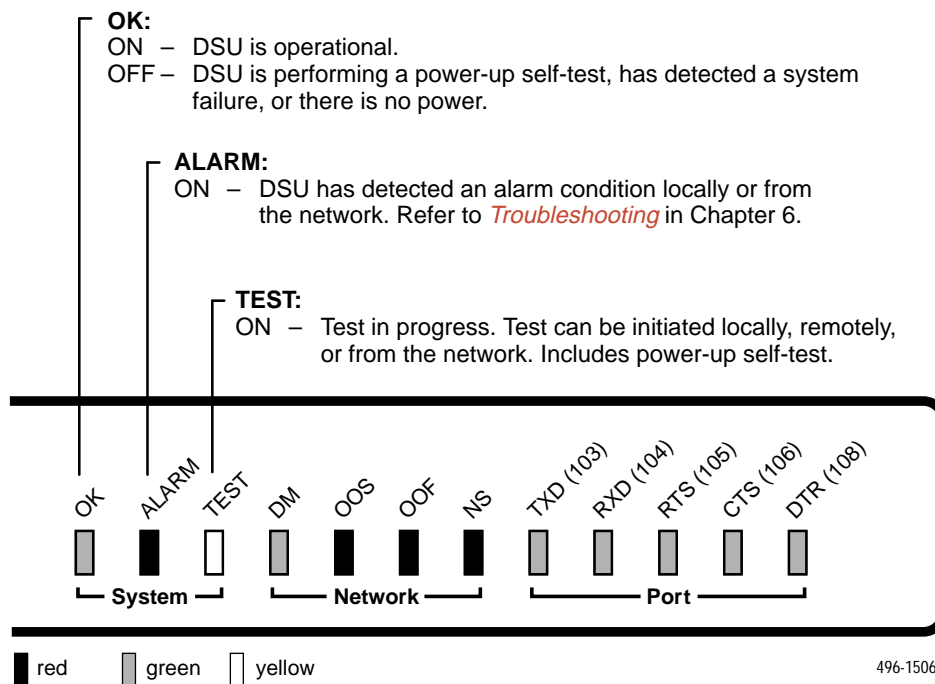 OK:
ON – DSU is operational.
OFF – DSU is performing a power-up self-test, has detected a system
failure, or there is no power.
ALARM:
ON – DSU has detected an alarm condition locally or from
the network. Refer to Troubleshooting in Chapter 6.
TEST:
ON – Test in progress. Test can be initiated locally, remotely,
or from the network. Includes power-up self-test.
OK ALARM TEST DM OOS OOF NS TXD (103) RXD (104) RTS (105) CTS (106) DTR (108)
System Network Port
red green yellow
496-1506